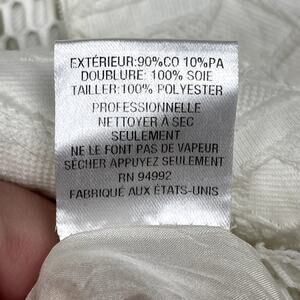 EXTÉRIEUR:90%CO 10%PA
DOUBLURE: 100% SOIE
TAILLER:100% POLYESTER
PROFESSIONNELLE
NETTOYER À SEC
SEULEMENT
NE LE FONT PAS DE VAPEUR
SÉCHER APPUYEZ SEULEMENT
RN 94992
FABRIQUÉ AUX ÉTATS-UNIS